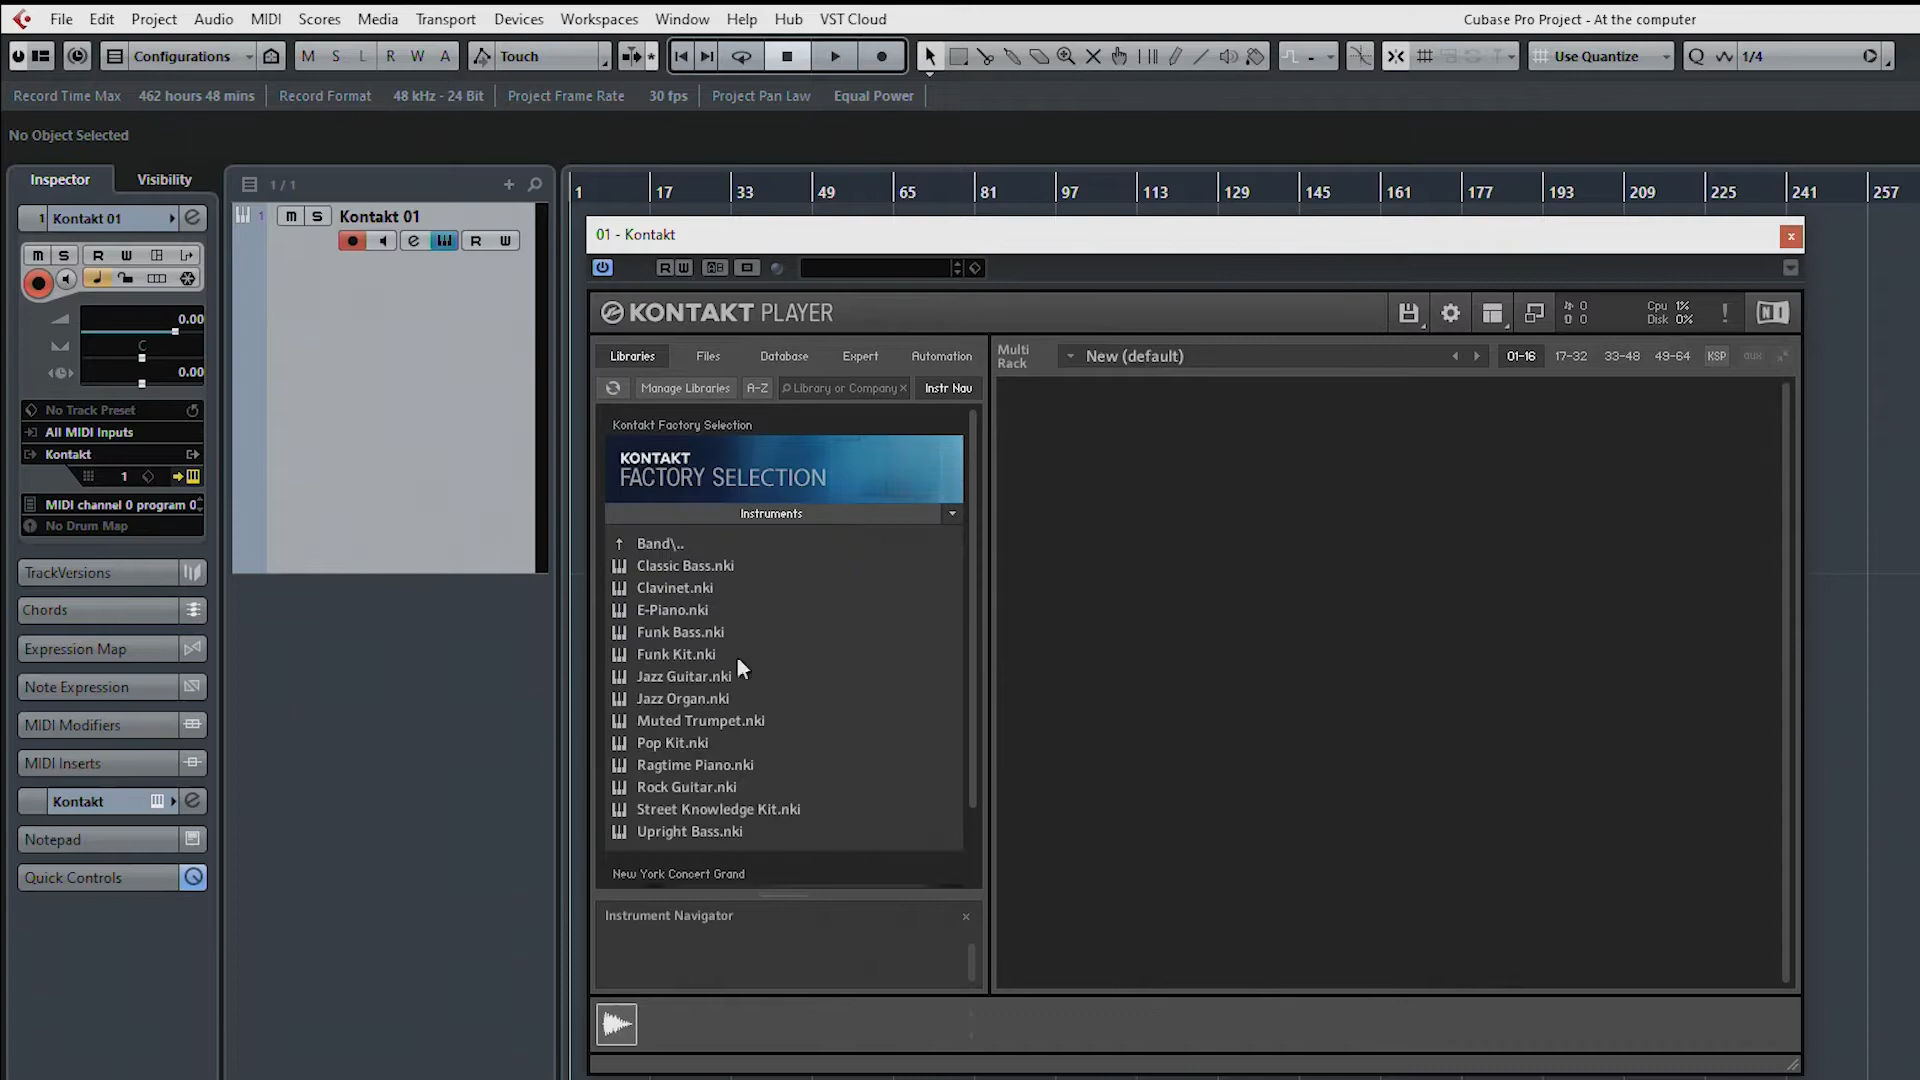 File Edit Project Audio MIDI Scores Media Transport Devices Workspaces Window Help Hub VST Cloud Cubase Pro Project - At the computer
Configurations M S L R W A Touch Use Quantize Q 1/4
Record Time Max 462 hours 48 mins Record Format 48 kHz - 24 Bit Project Frame Rate 30 fps Project Pan Law Equal Power
No Object Selected
Inspector Visibility 1 / 1
1 17 33 49 65 81 97 113 129 145 161 177 193 209 225 241 257
1 Kontakt 01 e
1 m S Kontakt 01
e R W
m S R W
0.00
C
0.00
No Track Preset
All MIDI Inputs
Kontakt
1
MIDI channel 0 program 0
No Drum Map
TrackVersions
Chords
Expression Map
Note Expression
MIDI Modifiers
MIDI Inserts
Kontakt e
Notepad
Quick Controls
01 - Kontakt x
R W
KONTAKT PLAYER 0 0 Cpu 1% Disk 0% ! NI
Libraries Files Database Expert Automation
Manage Libraries A-Z Library or Company x Instr Nav
Kontakt Factory Selection
KONTAKT
FACTORY SELECTION
Instruments
Band\..
Classic Bass.nki
Clavinet.nki
E-Piano.nki
Funk Bass.nki
Funk Kit.nki
Jazz Guitar.nki
Jazz Organ.nki
Muted Trumpet.nki
Pop Kit.nki
Ragtime Piano.nki
Rock Guitar.nki
Street Knowledge Kit.nki
Upright Bass.nki
New York Concert Grand
Instrument Navigator x
Multi Rack New (default) 01-16 17-32 33-48 49-64 KSP aux